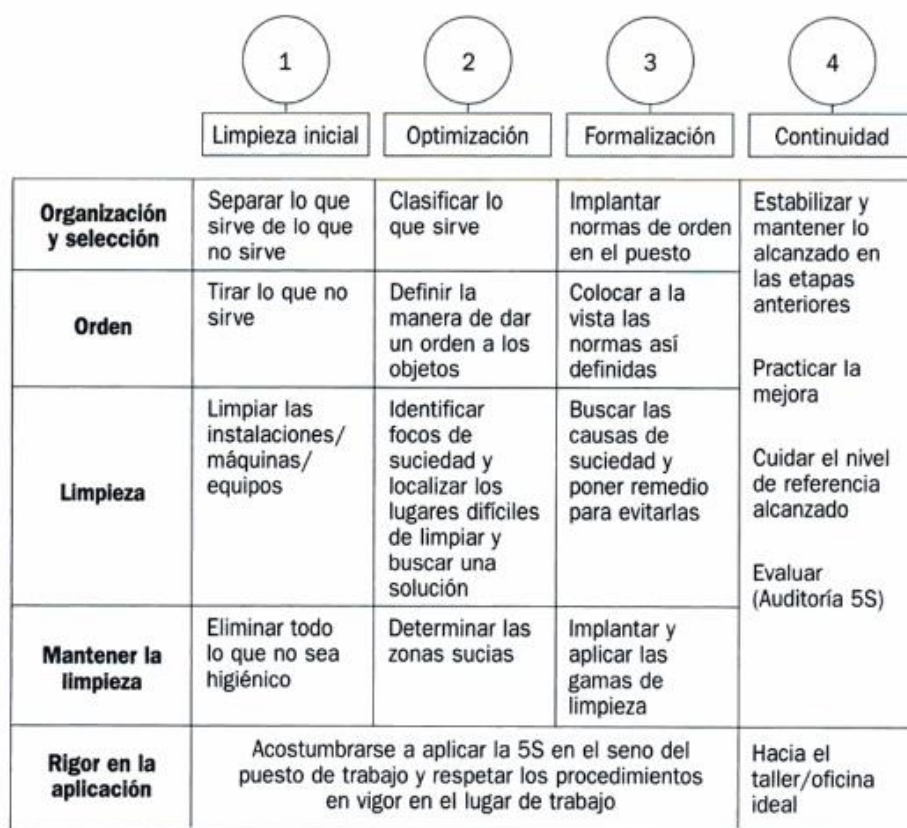 1
2
3
4
Limpieza inicial
Optimización
Formalización
Continuidad
Organización
y selección
Separar lo que
sirve de lo que
no sirve
Clasificar lo
que sirve
Implantar
normas de orden
en el puesto
Estabilizar y
mantener lo
alcanzado en
las etapas
anteriores
Practicar la
mejora
Cuidar el nivel
de referencia
alcanzado
Evaluar
(Auditoría 5S)
Orden
Tirar lo que no
sirve
Definir la
manera de dar
un orden a los
objetos
Colocar a la
vista las
normas así
definidas
Limpieza
Limpiar las
instalaciones/
máquinas/
equipos
Identificar
focos de
suciedad y
localizar los
lugares difíciles
de limpiar y
buscar una
solución
Buscar las
causas de
suciedad y
poner remedio
para evitarlas
Mantener la
limpieza
Eliminar todo
lo que no sea
higiénico
Determinar las
zonas sucias
Implantar y
aplicar las
gamas de
limpieza
Rigor en la
aplicación
Acostumbrarse a aplicar la 5S en el seno del
puesto de trabajo y respetar los procedimientos
en vigor en el lugar de trabajo
Hacia el
taller/oficina
ideal